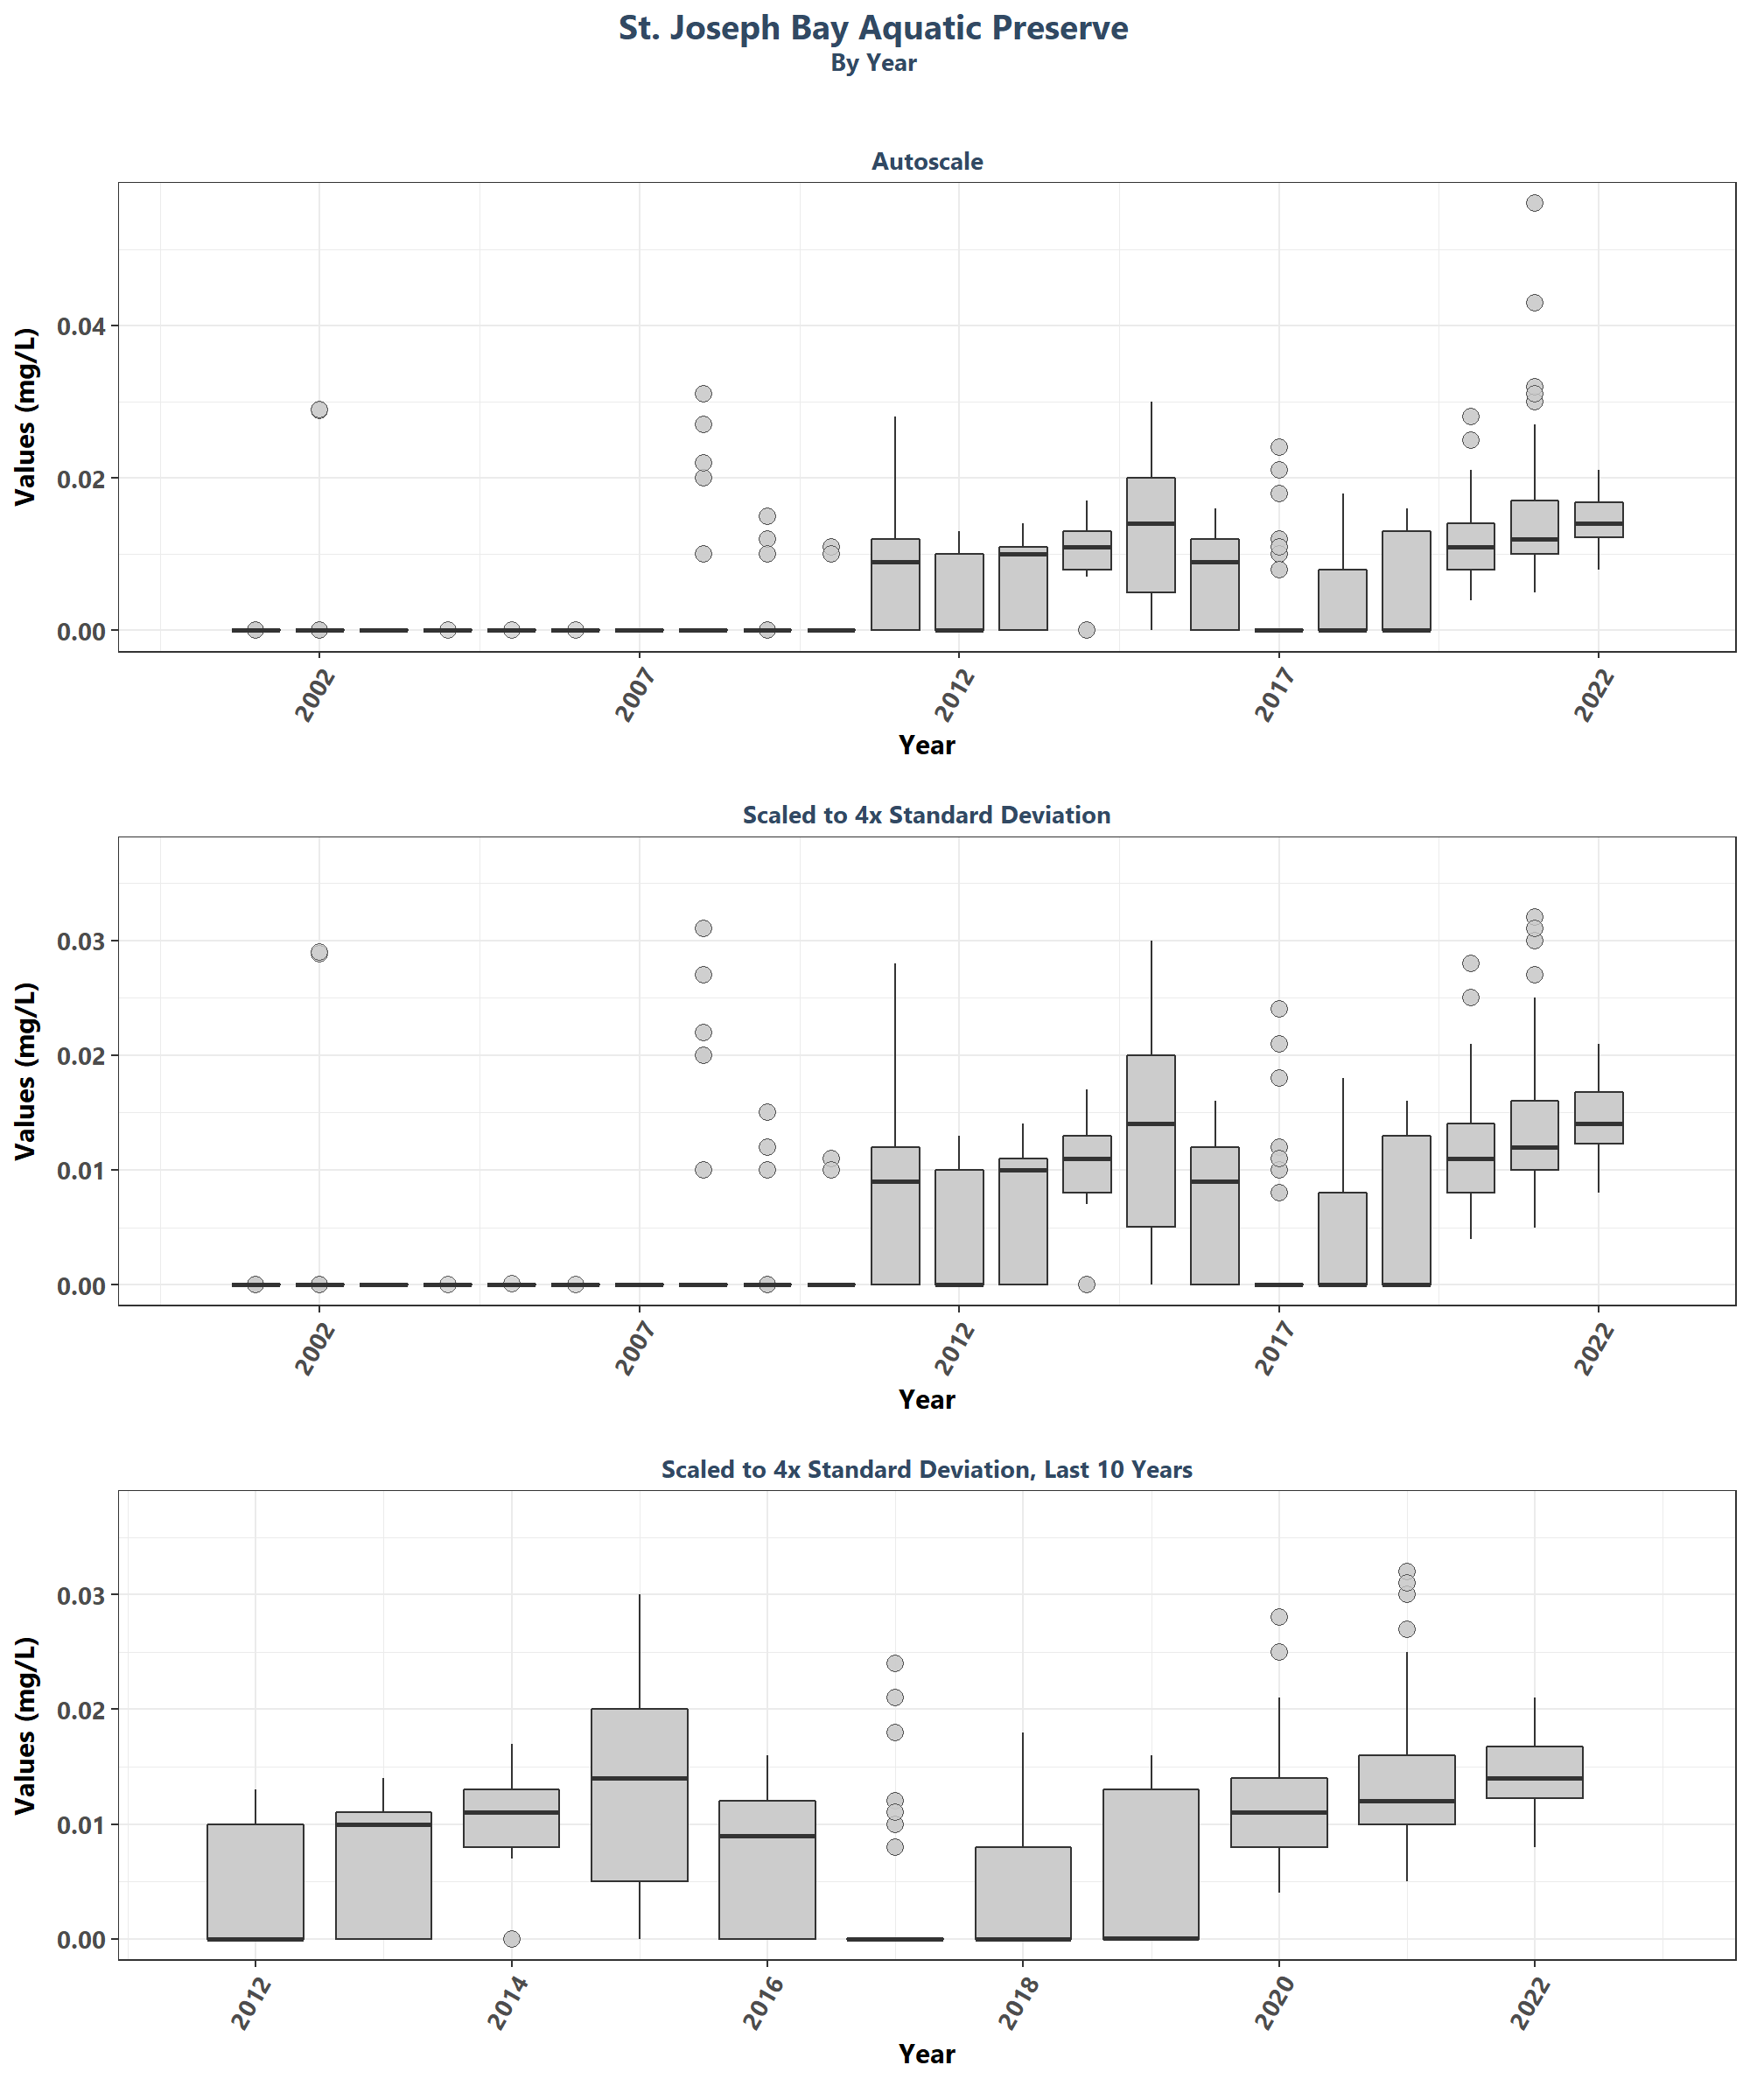 St. Joseph Bay Aquatic Preserve
By Year
Autoscale
Values (mg/L)
0.04
0.02
0.00
2002 2007 2012 2017 2022
Year
Scaled to 4x Standard Deviation
Values (mg/L)
0.03
0.02
0.01
0.00
2002 2007 2012 2017 2022
Year
Scaled to 4x Standard Deviation, Last 10 Years
Values (mg/L)
0.03
0.02
0.01
0.00
2012 2014 2016 2018 2020 2022
Year